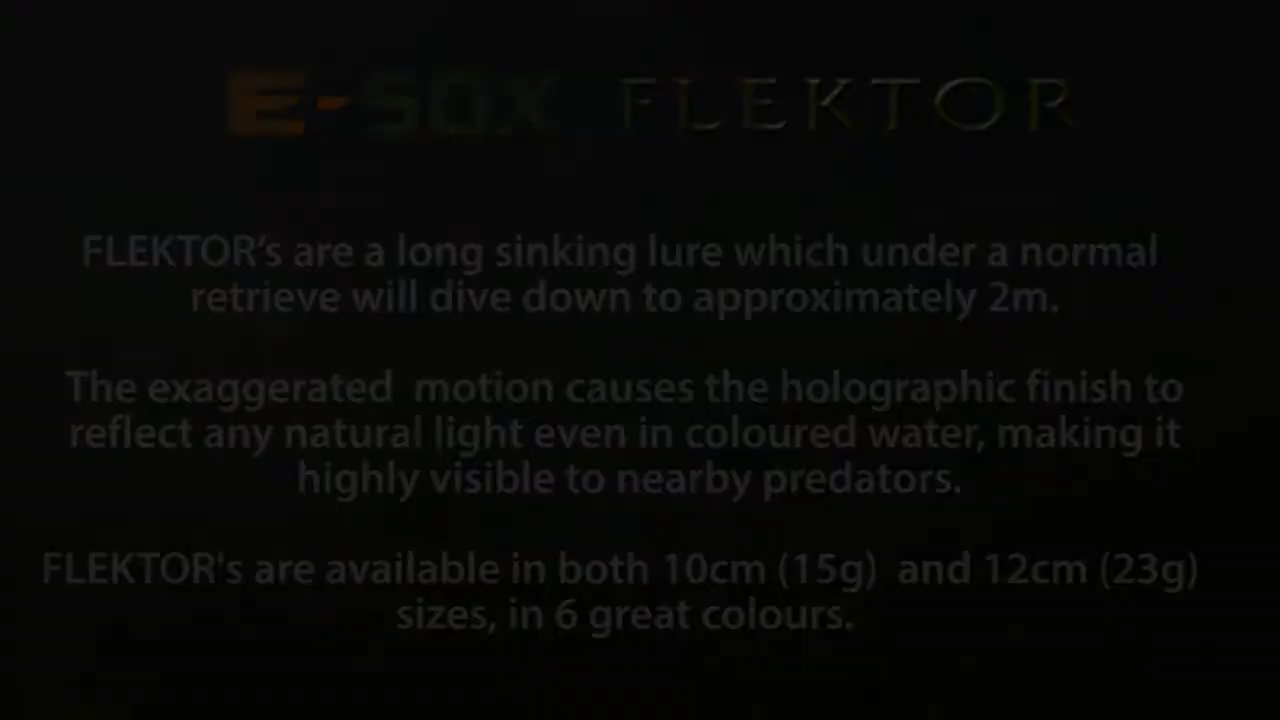 E-SOX FLEKTOR
FLEKTOR’s are a long sinking lure which under a normal
retrieve will dive down to approximately 2m.
The exaggerated  motion causes the holographic finish to
reflect any natural light even in coloured water, making it
highly visible to nearby predators.
FLEKTOR's are available in both 10cm (15g)  and 12cm (23g)
sizes, in 6 great colours.